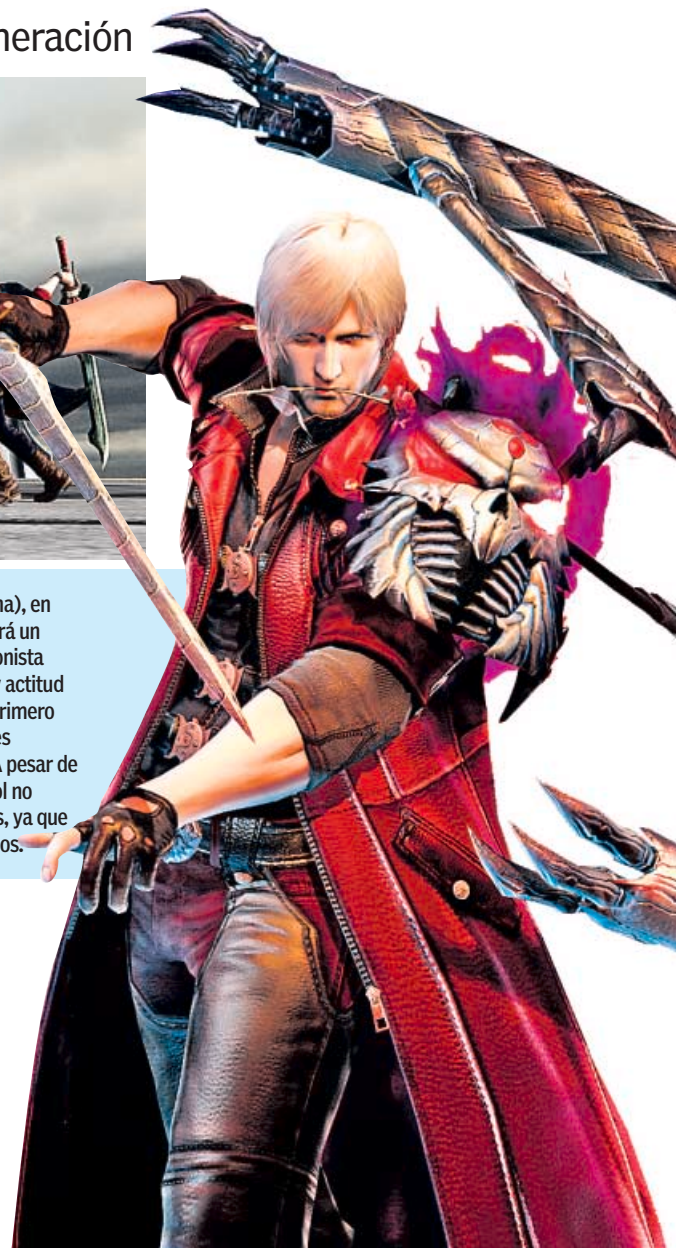 neración
na), en
rá un
onista
actitud
rimero
es
pesar de
ol no
s, ya que
os.